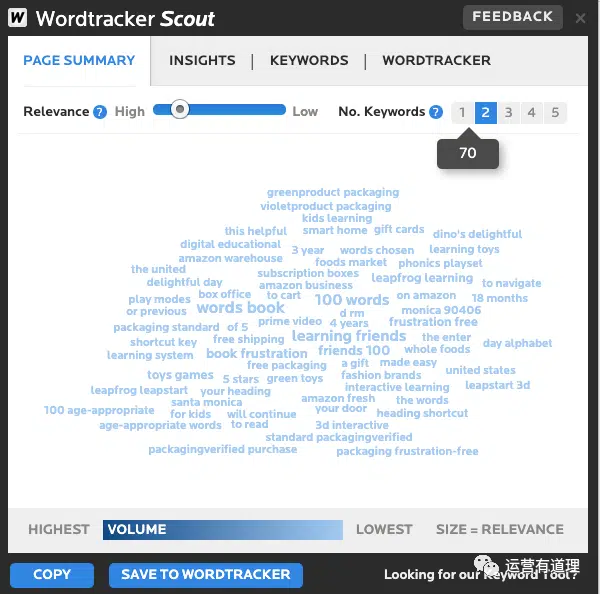 W Wordtracker Scout FEEDBACK ×
PAGE SUMMARY INSIGHTS | KEYWORDS | WORDTRACKER
Relevance ? High Low No. Keywords ? 1 2 3 4 5
70
greenproduct packaging
violetproduct packaging
kids learning
this helpful smart home gift cards dino's delightful
digital educational 3 year words chosen learning toys
amazon warehouse foods market phonics playset
the united subscription boxes leapfrog learning
delightful day amazon business to navigate
play modes box office to cart 100 words on amazon 18 months
or previous words book d rm monica 90406
packaging standard of 5 prime video 4 years frustration free
shortcut key free shipping learning friends the enter day alphabet
learning system book frustration friends 100 whole foods
free packaging a gift made easy
toys games 5 stars green toys fashion brands united states
leapfrog leapstart your heading interactive learning leapstart 3d
santa monica amazon fresh the words
100 age-appropriate for kids will continue your door heading shortcut
age-appropriate words to read 3d interactive
standard packagingverified
packagingverified purchase packaging frustration-free
HIGHEST VOLUME LOWEST SIZE = RELEVANCE
COPY SAVE TO WORDTRACKER Looking for our Keyword Tool?
运营有道理